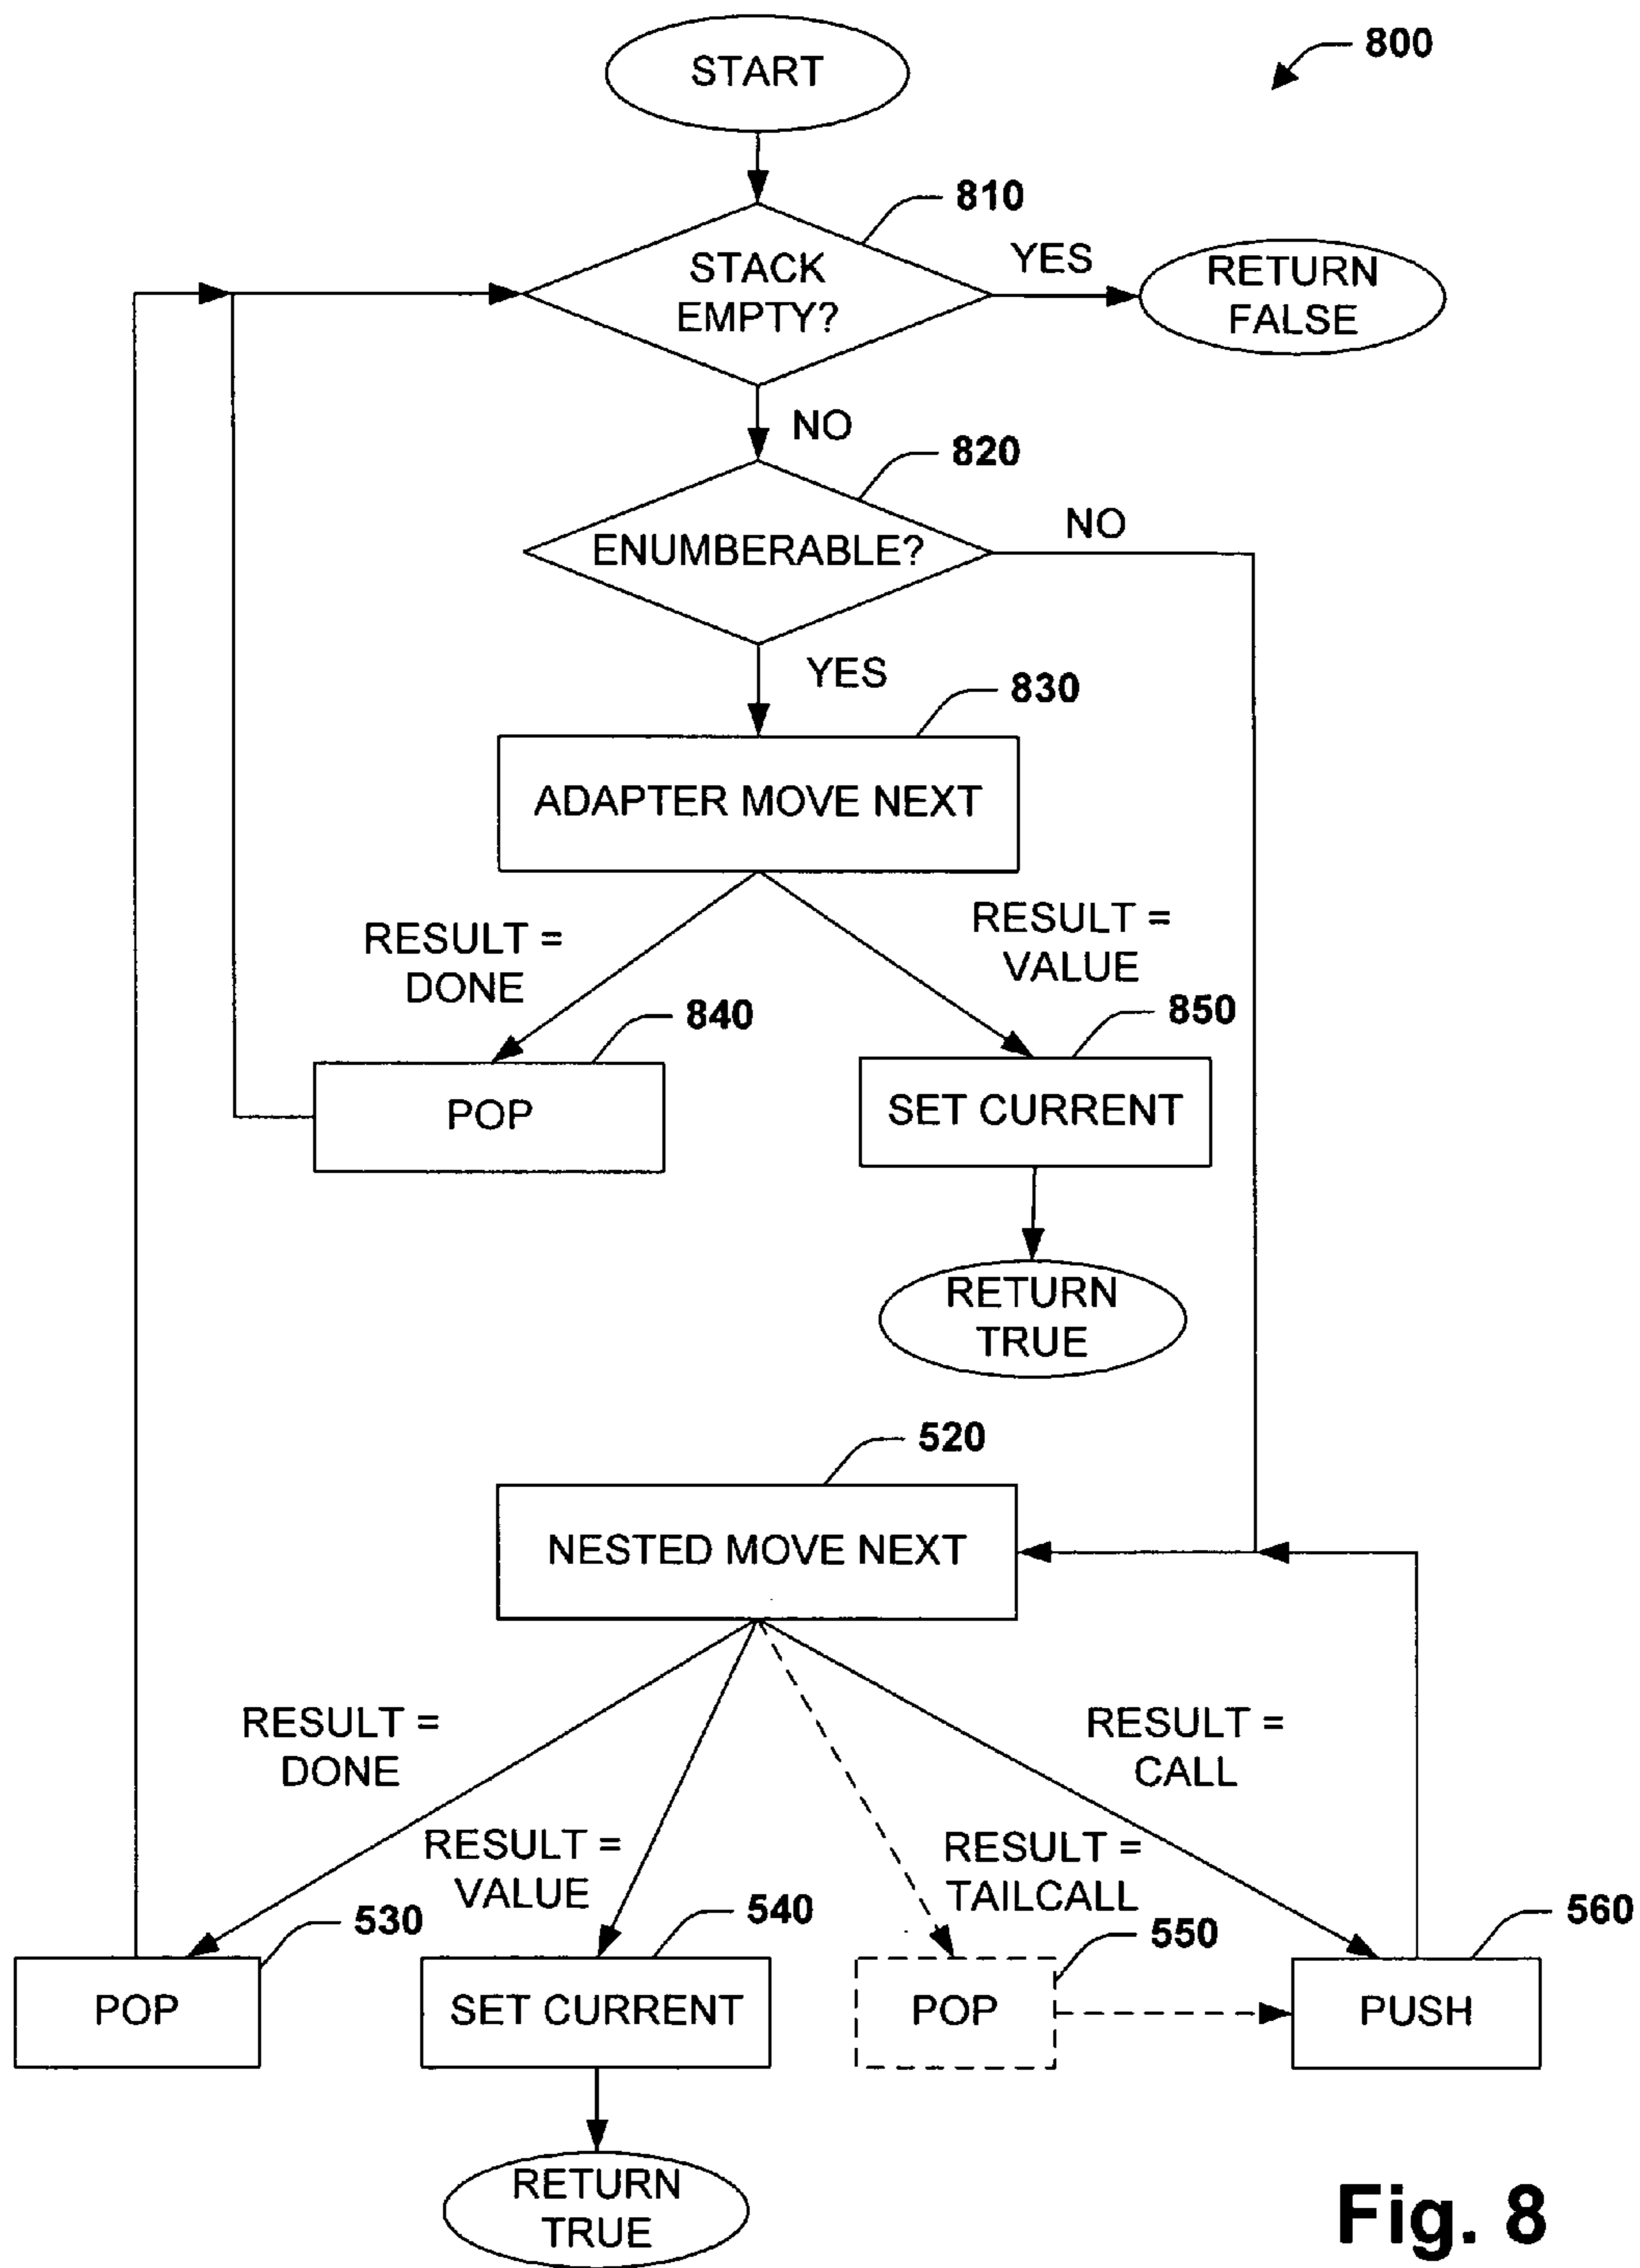 START
800
810
STACK
EMPTY?
YES
RETURN
FALSE
NO
820
ENUMBERABLE?
NO
YES
830
ADAPTER MOVE NEXT
RESULT =
DONE
RESULT =
VALUE
840
850
POP
SET CURRENT
RETURN
TRUE
520
NESTED MOVE NEXT
RESULT =
DONE
RESULT =
VALUE
RESULT =
TAILCALL
RESULT =
CALL
530
540
550
560
POP
SET CURRENT
POP
PUSH
RETURN
TRUE
Fig. 8